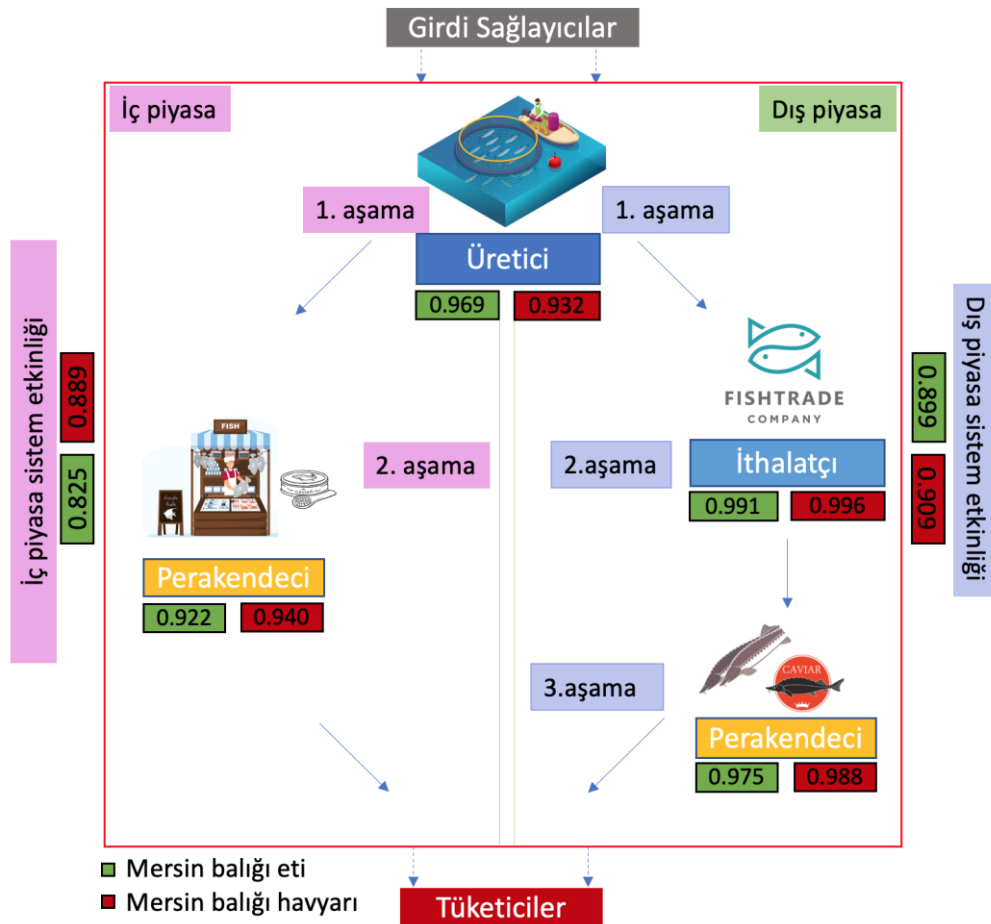 Girdi Sağlayıcılar
İç piyasa
Dış piyasa
1. aşama
1. aşama
Üretici
0.969
0.932
İç piyasa sistem etkinliği
0.889
0.825
Dış piyasa sistem etkinliği
0.899
0.909
FISHTRADE
COMPANY
FISH
2. aşama
2.aşama
İthalatçı
0.991
0.996
Perakendeci
0.922
0.940
3.aşama
CAVIAR
Perakendeci
0.975
0.988
Mersin balığı eti
Mersin balığı havyarı
Tüketiciler